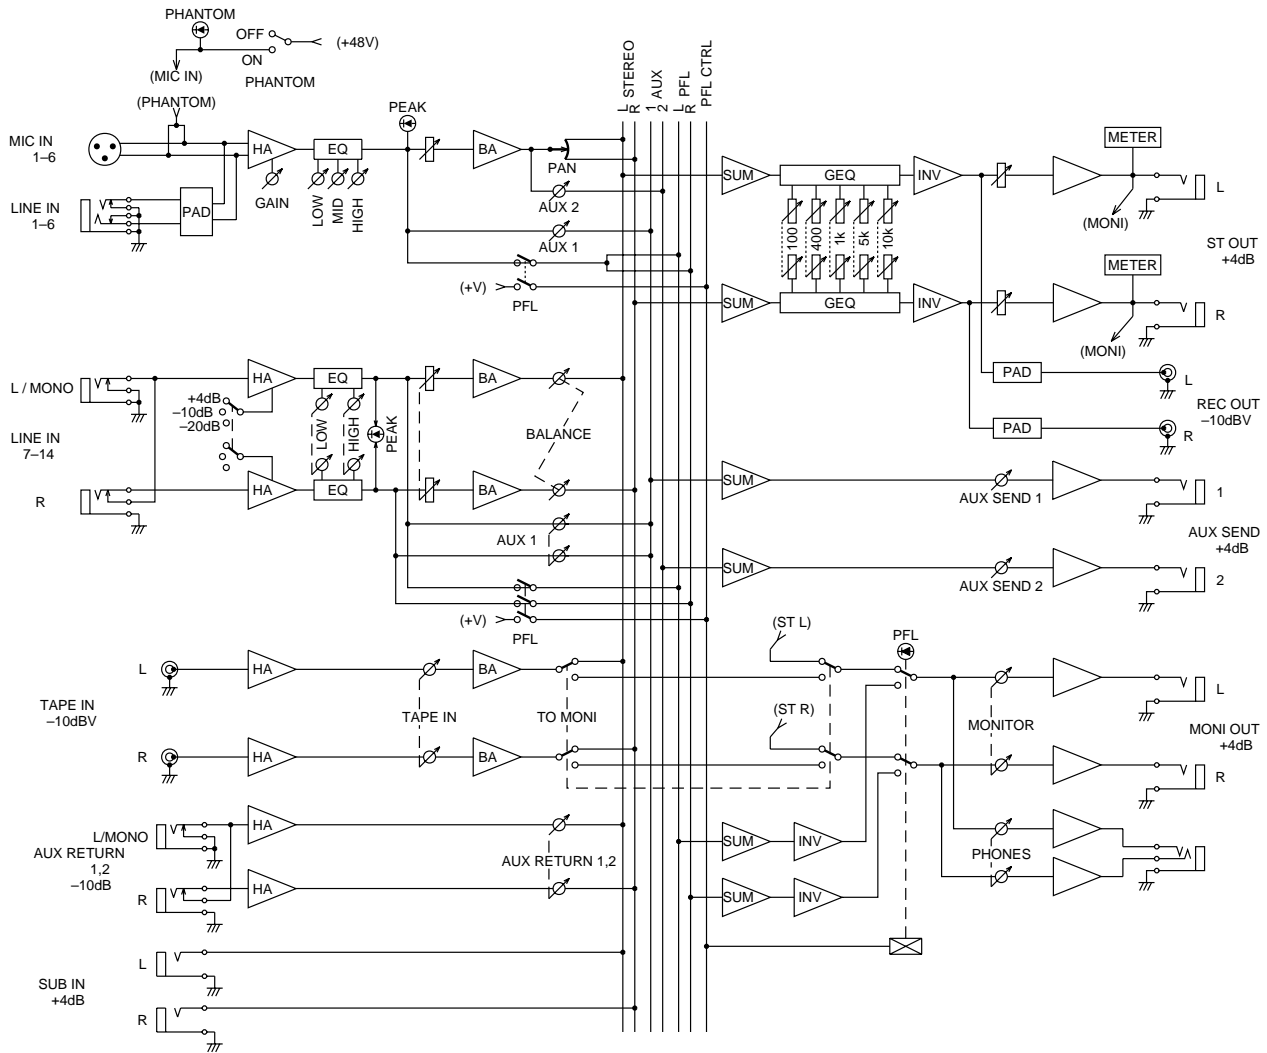 PHANTOM
OFF
(+48V)
ON
(MIC IN)
PHANTOM
(PHANTOM)
MIC IN
1–6
HA
GAIN
EQ
LOW
MID
HIGH
PEAK
BA
PAN
AUX 2
AUX 1
LINE IN
1–6
PAD
(+V)
PFL
L
R
STEREO
1
2
AUX
L
R
PFL
PFL CTRL
SUM
GEQ
INV
METER
(MONI)
L
100
400
1k
5k
10k
ST OUT
+4dB
METER
SUM
GEQ
INV
(MONI)
R
PAD
L
REC OUT
–10dBV
PAD
R
L / MONO
HA
EQ
BA
+4dB
–10dB
–20dB
LOW
HIGH
PEAK
BALANCE
LINE IN
7–14
R
HA
EQ
BA
AUX 1
(+V)
PFL
SUM
AUX SEND 1
1
AUX SEND
+4dB
SUM
AUX SEND 2
2
L
HA
BA
TAPE IN
–10dBV
TAPE IN
TO MONI
R
HA
BA
(ST L)
PFL
(ST R)
MONITOR
L
MONI OUT
+4dB
R
L/MONO
HA
AUX RETURN
1,2
–10dB
AUX RETURN 1,2
R
HA
SUM
INV
SUM
INV
PHONES
L
SUB IN
+4dB
R